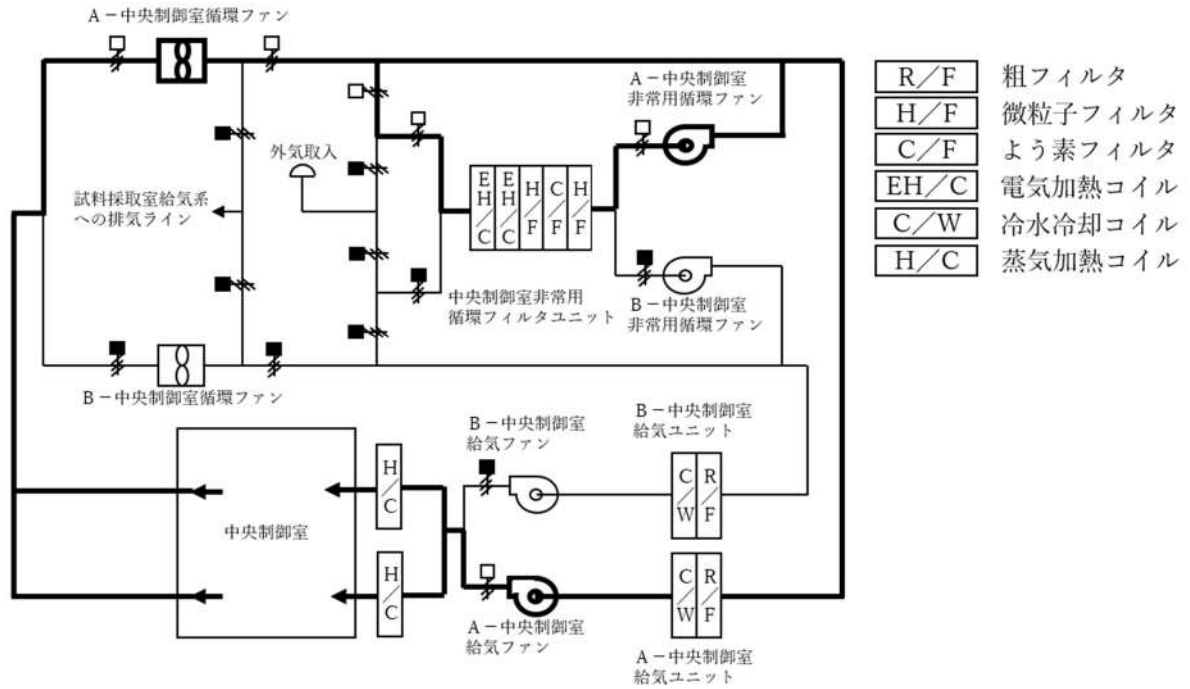 A－中央制御室循環ファン
A－中央制御室
非常用循環ファン
外気取入
試料採取室給気系
への排気ライン
EH/C
EH/C
H/F
C/F
H/F
中央制御室非常用
循環フィルタユニット
B－中央制御室
非常用循環ファン
B－中央制御室循環ファン
B－中央制御室
給気ファン
B－中央制御室
給気ユニット
H/C
C/W
R/F
中央制御室
H/C
C/W
R/F
A－中央制御室
給気ファン
A－中央制御室
給気ユニット
R／F 粗フィルタ
H／F 微粒子フィルタ
C／F よう素フィルタ
EH／C 電気加熱コイル
C／W 冷水冷却コイル
H／C 蒸気加熱コイル